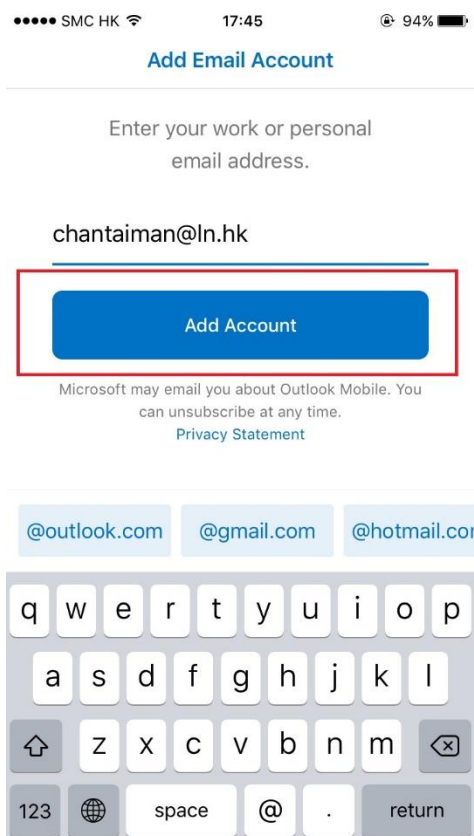 SMC HK 17:45 94%
Add Email Account
Enter your work or personal
email address.
chantaiman@ln.hk
Add Account
Microsoft may email you about Outlook Mobile. You
can unsubscribe at any time.
Privacy Statement
@outlook.com @gmail.com @hotmail.com
q w e r t y u i o p
a s d f g h j k l
z x c v b n m
123 space @ . return